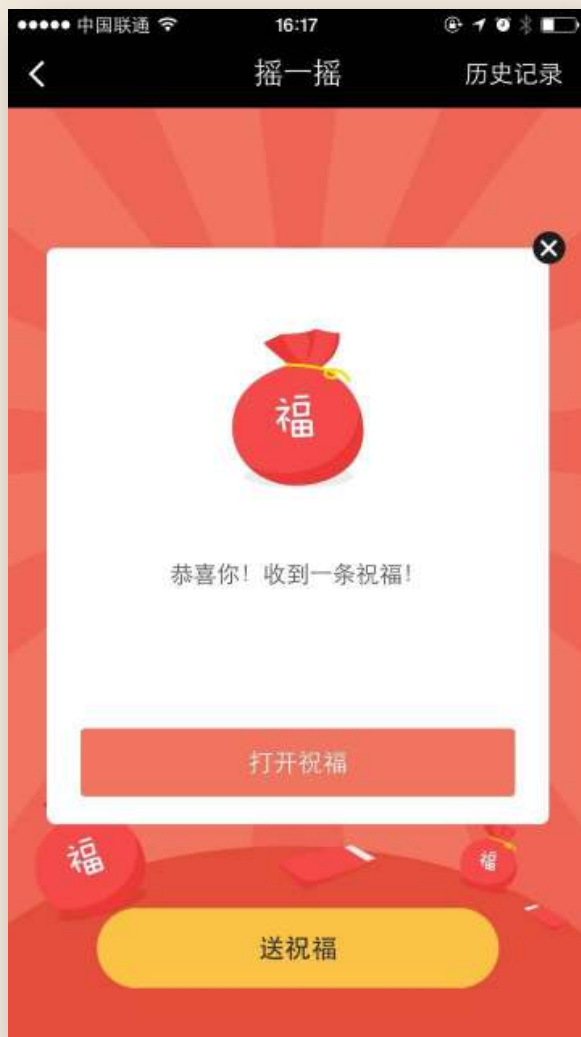 中国联通 16:17
摇一摇 历史记录
福
恭喜你！收到一条祝福！
打开祝福
福 福
送祝福